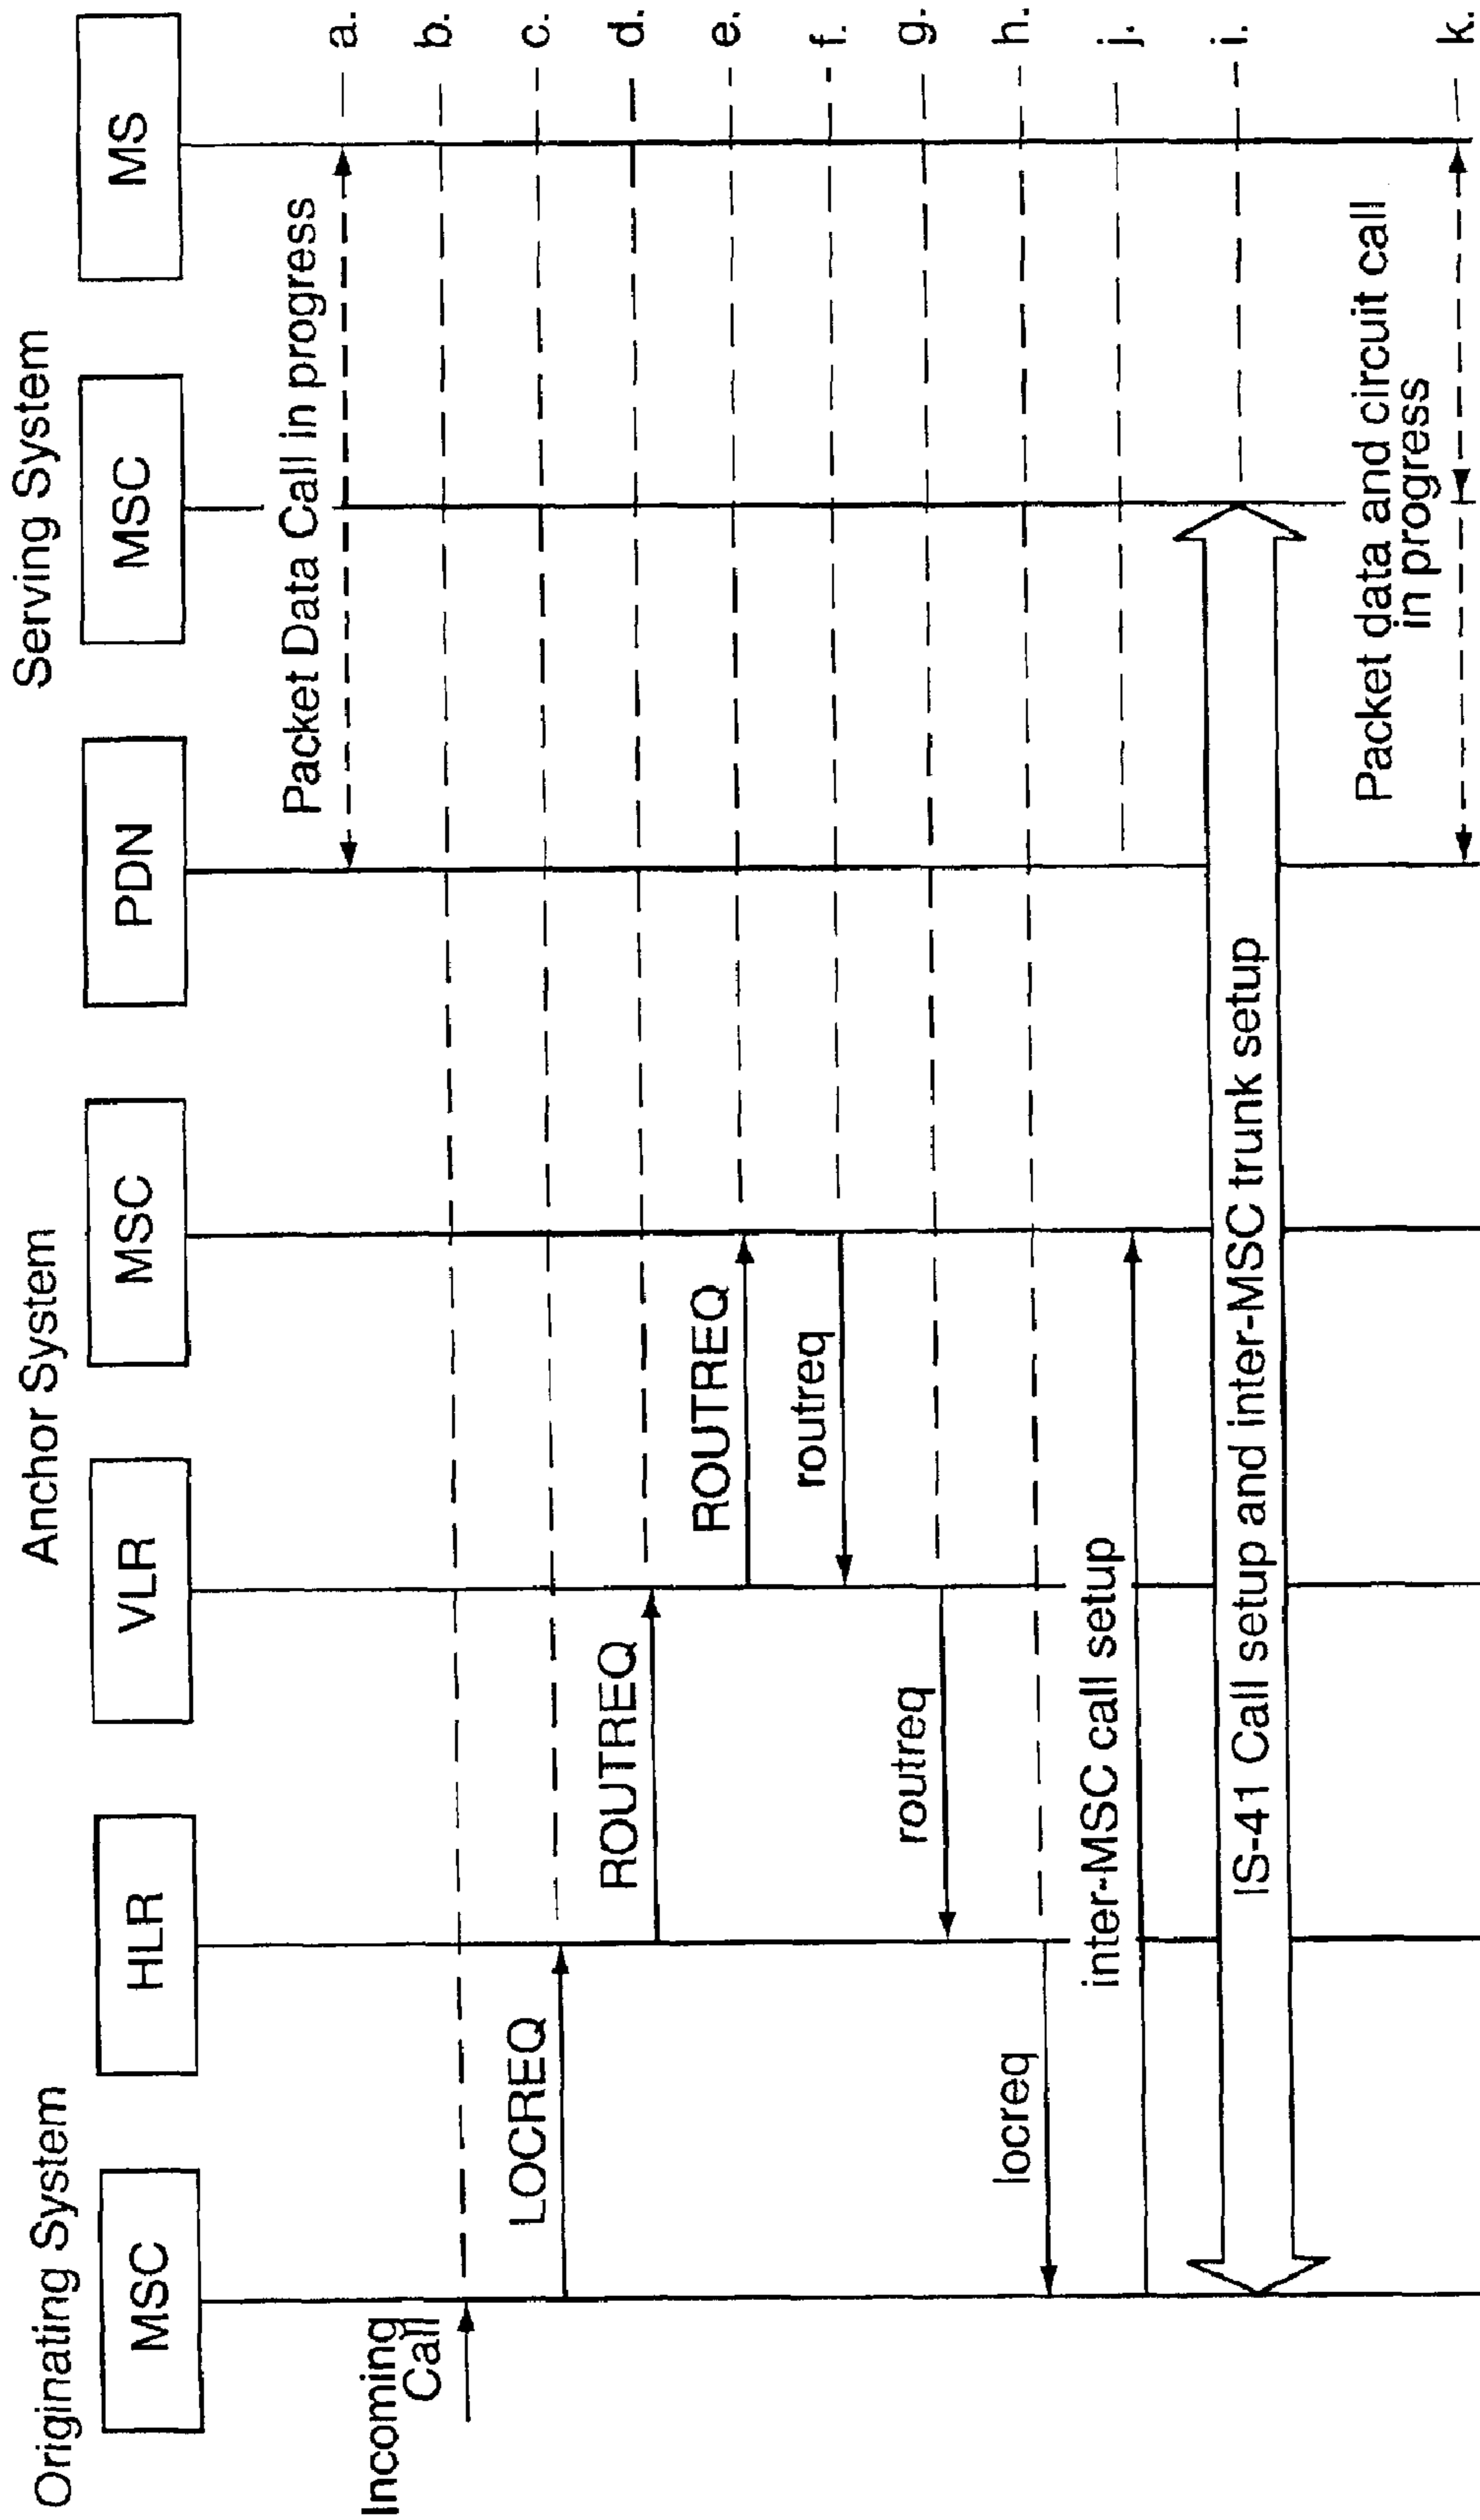 Originating System
Anchor System
Serving System
MSC
HLR
VLR
MSC
PDN
MSC
MS
Packet Data Call in progress
a.
Incoming
Call
b.
LOCREQ
c.
ROUTREQ
d.
ROUTREQ
e.
routreq
f.
routreq
g.
locreq
h.
inter-MSC call setup
j.
IS-41 Call setup and inter-MSC trunk setup
i.
Packet data and circuit call
in progress
k.